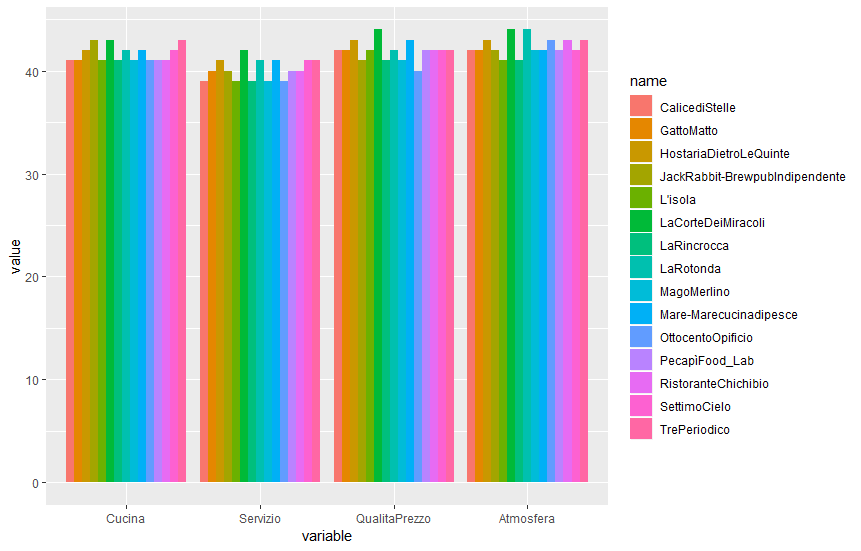 40
30
20
10
0
value
Cucina
Servizio
QualitaPrezzo
Atmosfera
variable
name
CalicediStelle
GattoMatto
HostariaDietroLeQuinte
JackRabbit-BrewpubIndipendente
L'isola
LaCorteDeiMiracoli
LaRincrocca
LaRotonda
MagoMerlino
Mare-Marecucinadipesce
OttocentoOpificio
PecapìFood_Lab
RistoranteChichibio
SettimoCielo
TrePeriodico